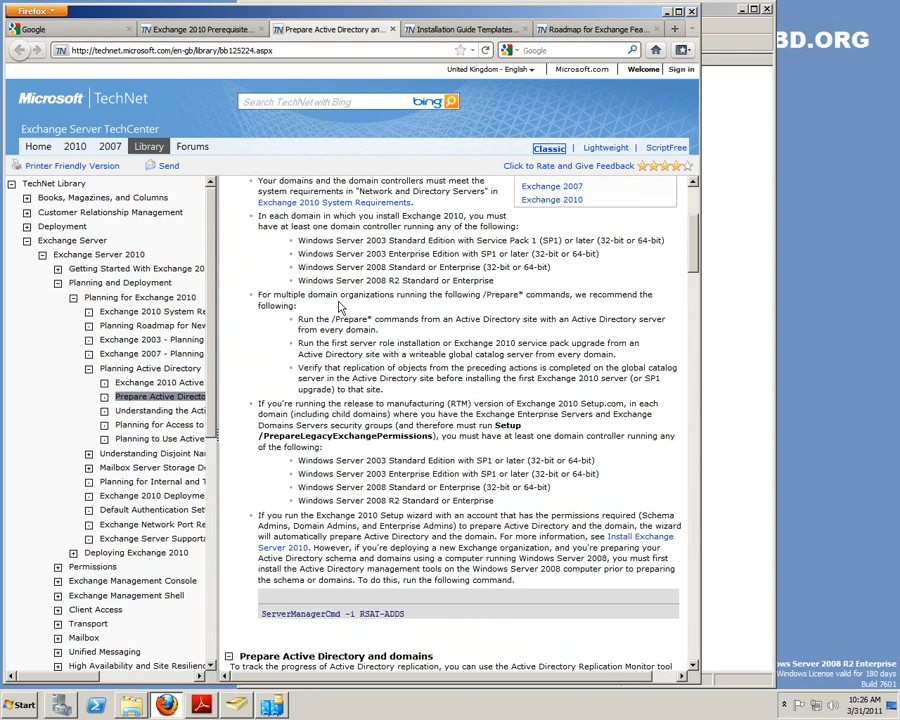 Firefox
BD.ORG
Google
Exchange 2010 Prerequisite...
Prepare Active Directory an...
Installation Guide Templates...
Roadmap for Exchange Fea...
http://technet.microsoft.com/en-gb/library/bb125224.aspx
Google
United Kingdom - English
Microsoft.com
Welcome
Sign in
Microsoft TechNet
Search TechNet with Bing
bing
Exchange Server TechCenter
Home 2010 2007 Library Forums
Classic | Lightweight | ScriptFree
Printer Friendly Version
Send
Click to Rate and Give Feedback
TechNet Library
Books, Magazines, and Columns
Customer Relationship Management
Deployment
Exchange Server
Exchange Server 2010
Getting Started With Exchange 20
Planning and Deployment
Planning for Exchange 2010
Exchange 2010 System Re
Planning Roadmap for New
Exchange 2003 - Planning
Exchange 2007 - Planning
Planning Active Directory
Exchange 2010 Active
Prepare Active Directo
Understanding the Acti
Planning for Access to
Planning to Use Active
Understanding Disjoint Na
Mailbox Server Storage D
Planning for Internal and T
Exchange 2010 Deployme
Default Authentication Set
Exchange Network Port Re
Exchange Server Supporta
Deploying Exchange 2010
Permissions
Exchange Management Console
Exchange Management Shell
Client Access
Transport
Mailbox
Unified Messaging
High Availability and Site Resilienc
Your domains and the domain controllers must meet the
system requirements in "Network and Directory Servers" in
Exchange 2010 System Requirements.
Exchange 2007
Exchange 2010
In each domain in which you install Exchange 2010, you must
have at least one domain controller running any of the following:
Windows Server 2003 Standard Edition with Service Pack 1 (SP1) or later (32-bit or 64-bit)
Windows Server 2003 Enterprise Edition with SP1 or later (32-bit or 64-bit)
Windows Server 2008 Standard or Enterprise (32-bit or 64-bit)
Windows Server 2008 R2 Standard or Enterprise
For multiple domain organizations running the following /Prepare* commands, we recommend the
following:
Run the /Prepare* commands from an Active Directory site with an Active Directory server
from every domain.
Run the first server role installation or Exchange 2010 service pack upgrade from an
Active Directory site with a writeable global catalog server from every domain.
Verify that replication of objects from the preceding actions is completed on the global catalog
server in the Active Directory site before installing the first Exchange 2010 server (or SP1
upgrade) to that site.
If you're running the release to manufacturing (RTM) version of Exchange 2010 Setup.com, in each
domain (including child domains) where you have the Exchange Enterprise Servers and Exchange
Domains Servers security groups (and therefore must run Setup
/PrepareLegacyExchangePermissions), you must have at least one domain controller running any
of the following:
Windows Server 2003 Standard Edition with SP1 or later (32-bit or 64-bit)
Windows Server 2003 Enterprise Edition with SP1 or later (32-bit or 64-bit)
Windows Server 2008 Standard or Enterprise (32-bit or 64-bit)
Windows Server 2008 R2 Standard or Enterprise
If you run the Exchange 2010 Setup wizard with an account that has the permissions required (Schema
Admins, Domain Admins, and Enterprise Admins) to prepare Active Directory and the domain, the wizard
will automatically prepare Active Directory and the domain. For more information, see Install Exchange
Server 2010. However, if you're deploying a new Exchange organization, and you're preparing your
Active Directory schema and domains using a computer running Windows Server 2008, you must first
install the Active Directory management tools on the Windows Server 2008 computer prior to preparing
the schema or domains. To do this, run the following command.
ServerManagerCmd -i RSAT-ADDS
Prepare Active Directory and domains
To track the progress of Active Directory replication, you can use the Active Directory Replication Monitor tool
ws Server 2008 R2 Enterprise
Windows License valid for 180 days
Build 7601
Start
10:26 AM
3/31/2011